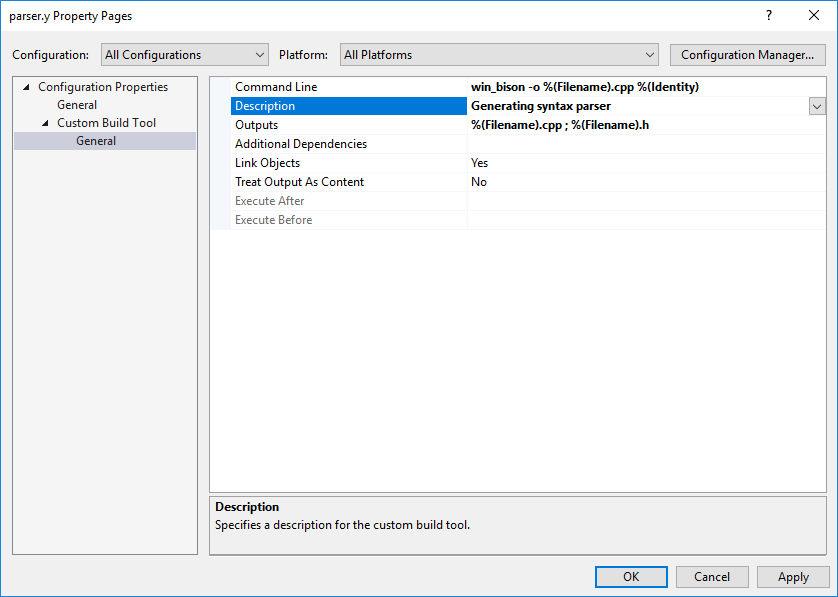 parser.y Property Pages
?
Configuration: All Configurations Platform: All Platforms Configuration Manager...
Configuration Properties
General
Custom Build Tool
General
Command Line win_bison -o %(Filename).cpp %(Identity)
Description Generating syntax parser
Outputs %(Filename).cpp ; %(Filename).h
Additional Dependencies
Link Objects Yes
Treat Output As Content No
Execute After
Execute Before
Description
Specifies a description for the custom build tool.
OK Cancel Apply